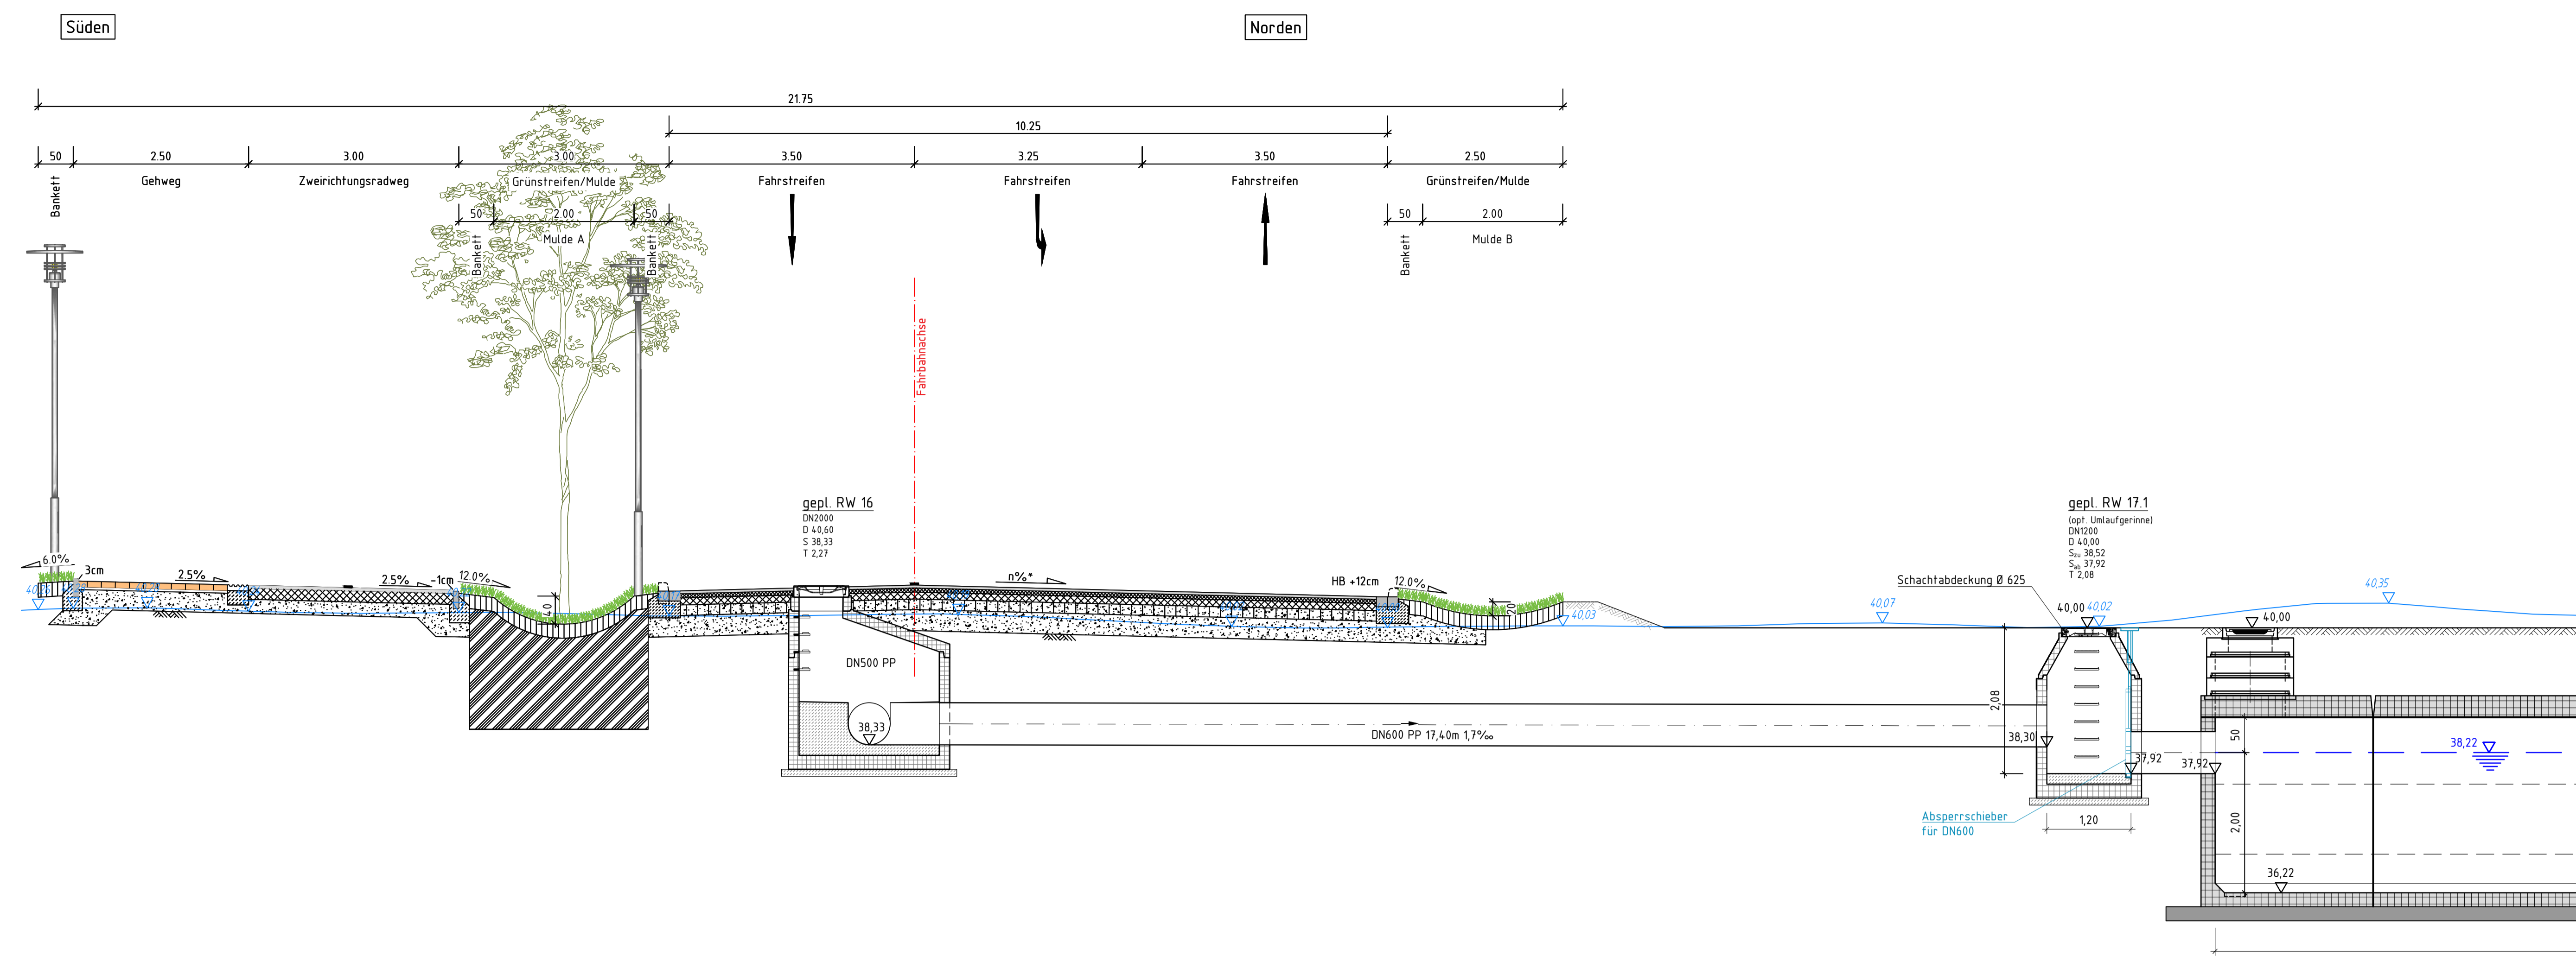 Süden
Norden
21.75
10.25
50
2.50
3.00
3.00
3.50
3.25
3.50
2.50
Bankett
Gehweg
Zweirichtungsradweg
Grünstreifen/Mulde
Fahrstreifen
Fahrstreifen
Fahrstreifen
Grünstreifen/Mulde
50
2.00
50
50
2.00
Bankett
Mulde A
Bankett
Bankett
Mulde B
Fahrbahnachse
gepl. RW 16
DN2000
D 40,60
S 38,33
T 2,27
gepl. RW 17.1
(opt. Umlaufgerinne)
DN1200
D 40,00
Szu 38,52
Sab 37,92
T 2,08
6.0%
3cm
2.5%
2.5%
-1cm
12.0%
40
n%*
HB +12cm
12.0%
20
40,03
40,07
Schachtabdeckung Ø 625
40,00
40,02
40,00
40,35
DN500 PP
38,33
DN600 PP 17,40m 1,7‰
2,08
38,30
37,92
37,92
50
38,22
2,00
36,22
Absperrschieber
für DN600
1,20